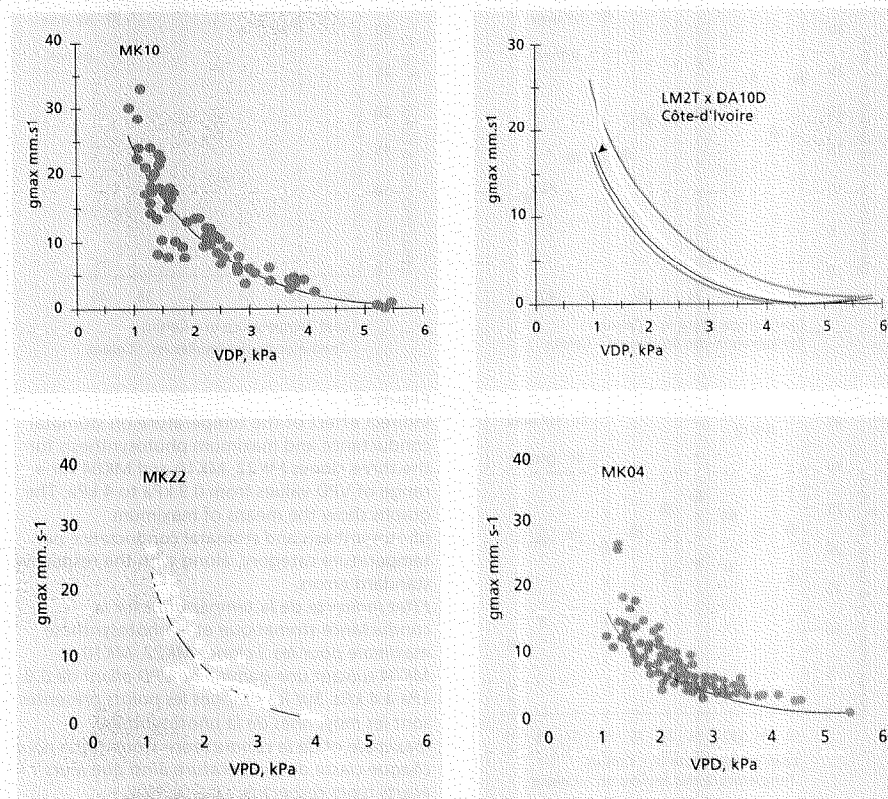 MK10
gmax mm.s1
40
30
20
10
0
0 1 2 3 4 5 6
VDP, kPa
LM2T x DA10D
Côte-d'Ivoire
gmax mm.s1
30
20
10
0
0 1 2 3 4 5 6
VDP, kPa
MK22
gmax mm. s-1
40
30
20
10
0
0 1 2 3 4 5 6
VPD, kPa
MK04
gmax mm. s-1
40
30
20
10
0
0 1 2 3 4 5 6
VPD, kPa